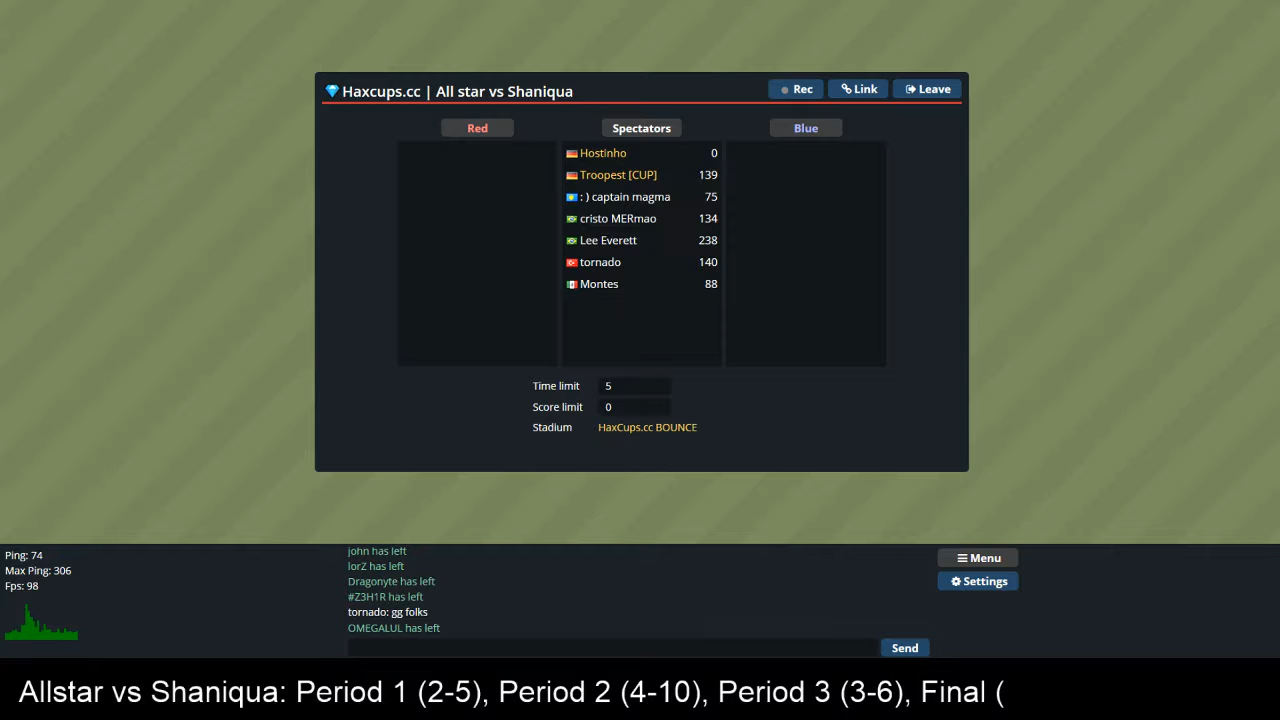 Haxcups.cc | All star vs Shaniqua
Rec
Link
Leave
Red
Spectators
Blue
Hostinho 0
Troopest [CUP] 139
: ) captain magma 75
cristo MERmao 134
Lee Everett 238
tornado 140
Montes 88
Time limit 5
Score limit 0
Stadium HaxCups.cc BOUNCE
Ping: 74
Max Ping: 306
Fps: 98
john has left
lorZ has left
Dragonyte has left
#Z3H1R has left
tornado: gg folks
OMEGALUL has left
Menu
Settings
Send
Allstar vs Shaniqua: Period 1 (2-5), Period 2 (4-10), Period 3 (3-6), Final (